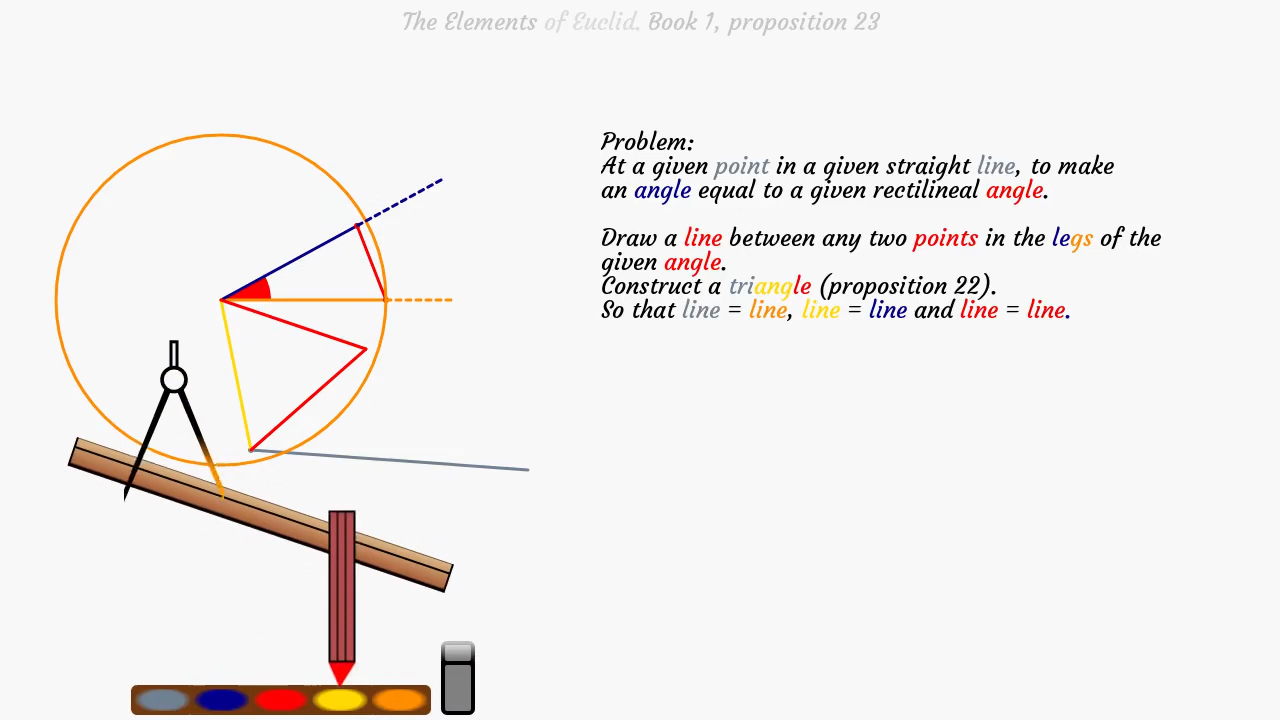 The Elements of Euclid. Book 1, proposition 23
Problem:
At a given point in a given straight line, to make
an angle equal to a given rectilineal angle.
Draw a line between any two points in the legs of the
given angle.
Construct a triangle (proposition 22).
So that line = line, line = line and line = line.